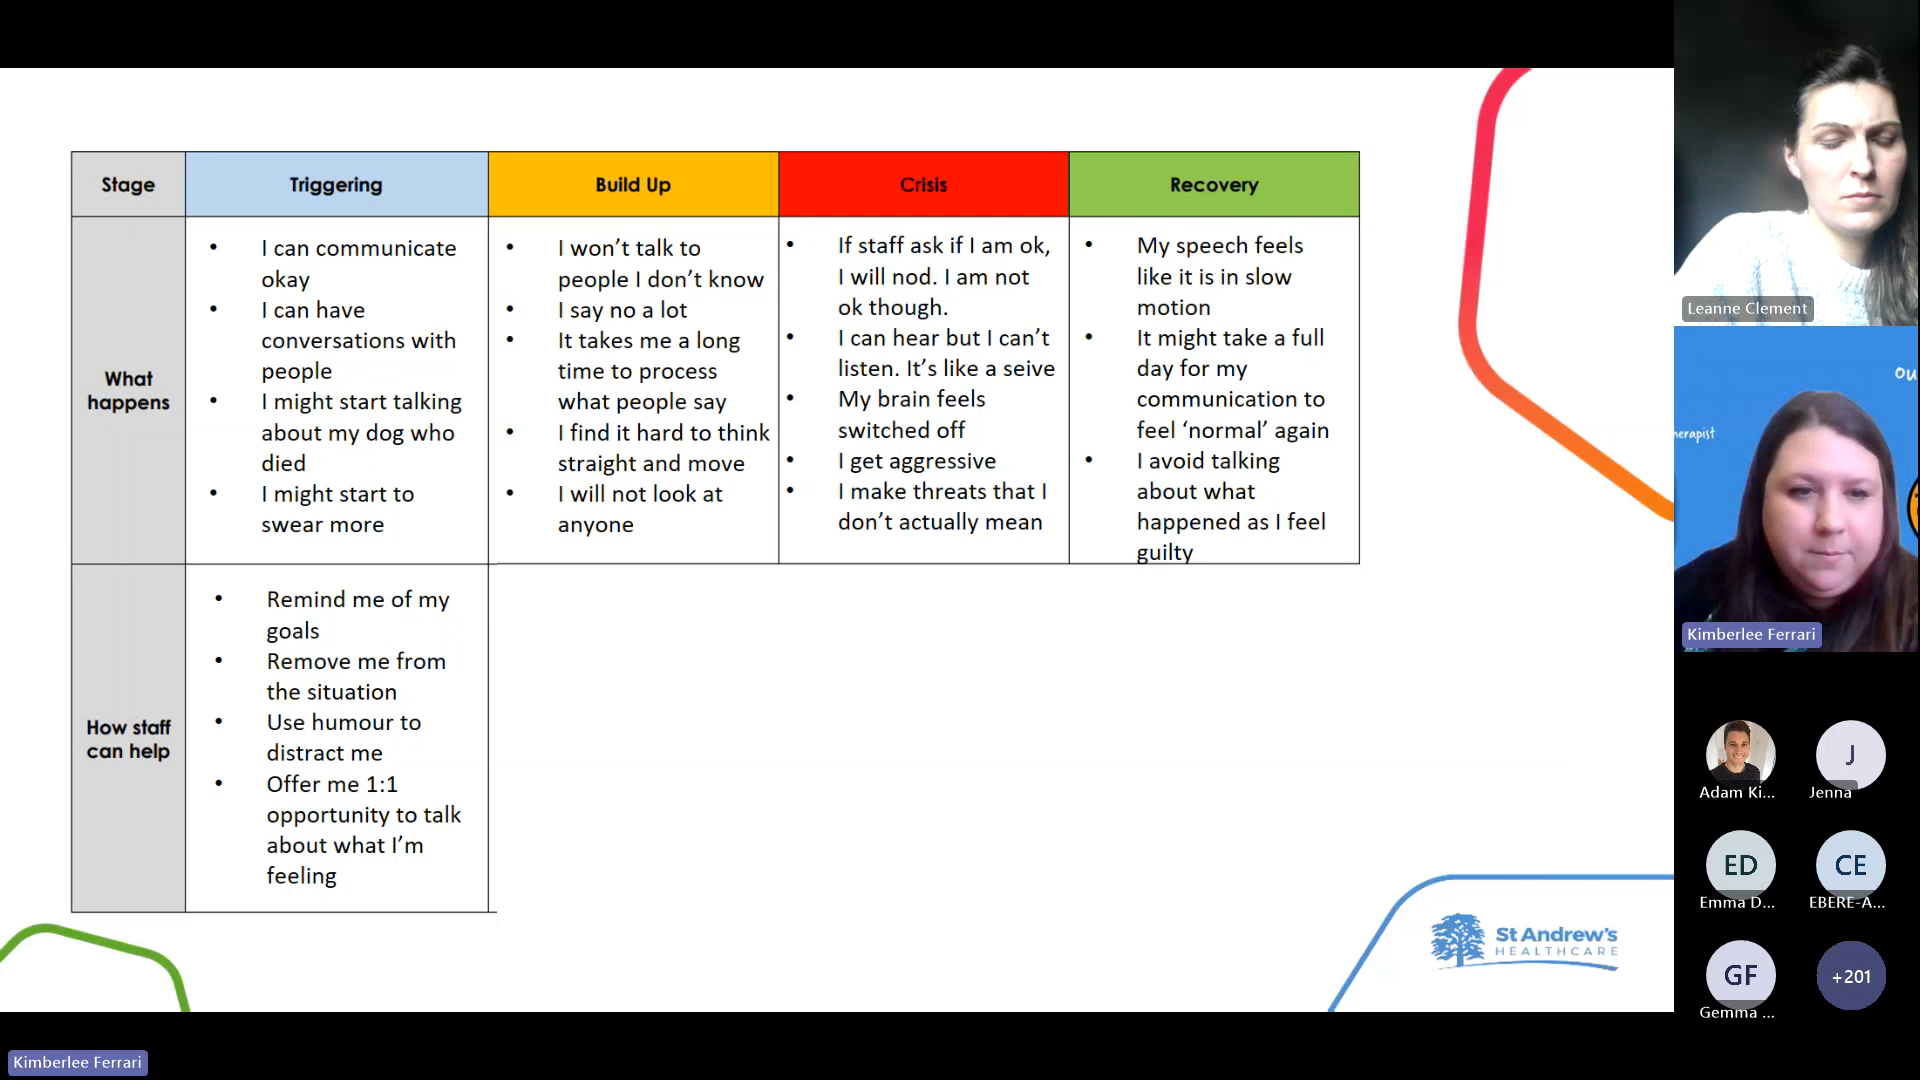 Stage
Triggering
Build Up
Crisis
Recovery
What
happens
• I can communicate
okay
• I can have
conversations with
people
• I might start talking
about my dog who
died
• I might start to
swear more
• I won’t talk to
people I don’t know
• I say no a lot
• It takes me a long
time to process
what people say
• I find it hard to think
straight and move
• I will not look at
anyone
• If staff ask if I am ok,
I will nod. I am not
ok though.
• I can hear but I can’t
listen. It’s like a seive
• My brain feels
switched off
• I get aggressive
• I make threats that I
don’t actually mean
• My speech feels
like it is in slow
motion
• It might take a full
day for my
communication to
feel ‘normal’ again
• I avoid talking
about what
happened as I feel
guilty
How staff
can help
• Remind me of my
goals
• Remove me from
the situation
• Use humour to
distract me
• Offer me 1:1
opportunity to talk
about what I’m
feeling
St Andrew’s
HEALTHCARE
Leanne Clement
ou
herapist
Kimberlee Ferrari
Adam Ki...
J
Jenna
ED
Emma D...
CE
EBERE-A...
GF
Gemma ...
+201
Kimberlee Ferrari